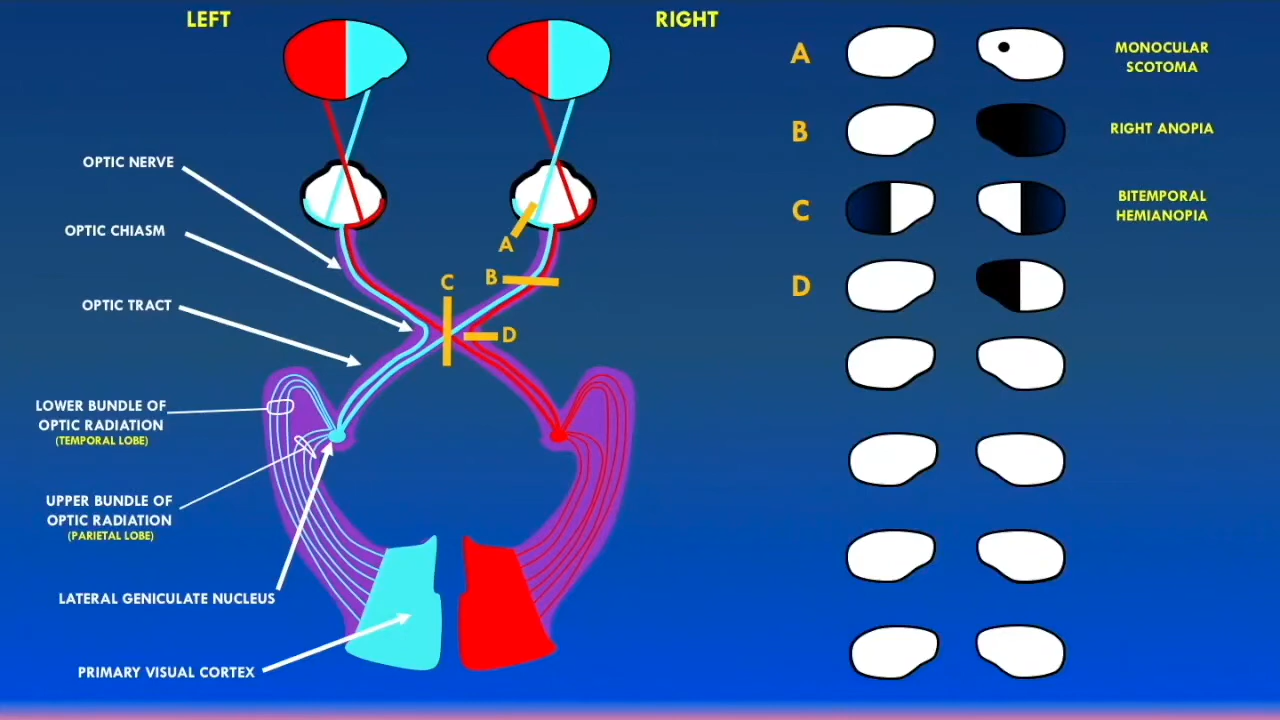 LEFT
RIGHT
OPTIC NERVE
OPTIC CHIASM
OPTIC TRACT
LOWER BUNDLE OF
OPTIC RADIATION
(TEMPORAL LOBE)
UPPER BUNDLE OF
OPTIC RADIATION
(PARIETAL LOBE)
LATERAL GENICULATE NUCLEUS
PRIMARY VISUAL CORTEX
A
B
C
D
A
MONOCULAR
SCOTOMA
B
RIGHT ANOPIA
C
BITEMPORAL
HEMIANOPIA
D